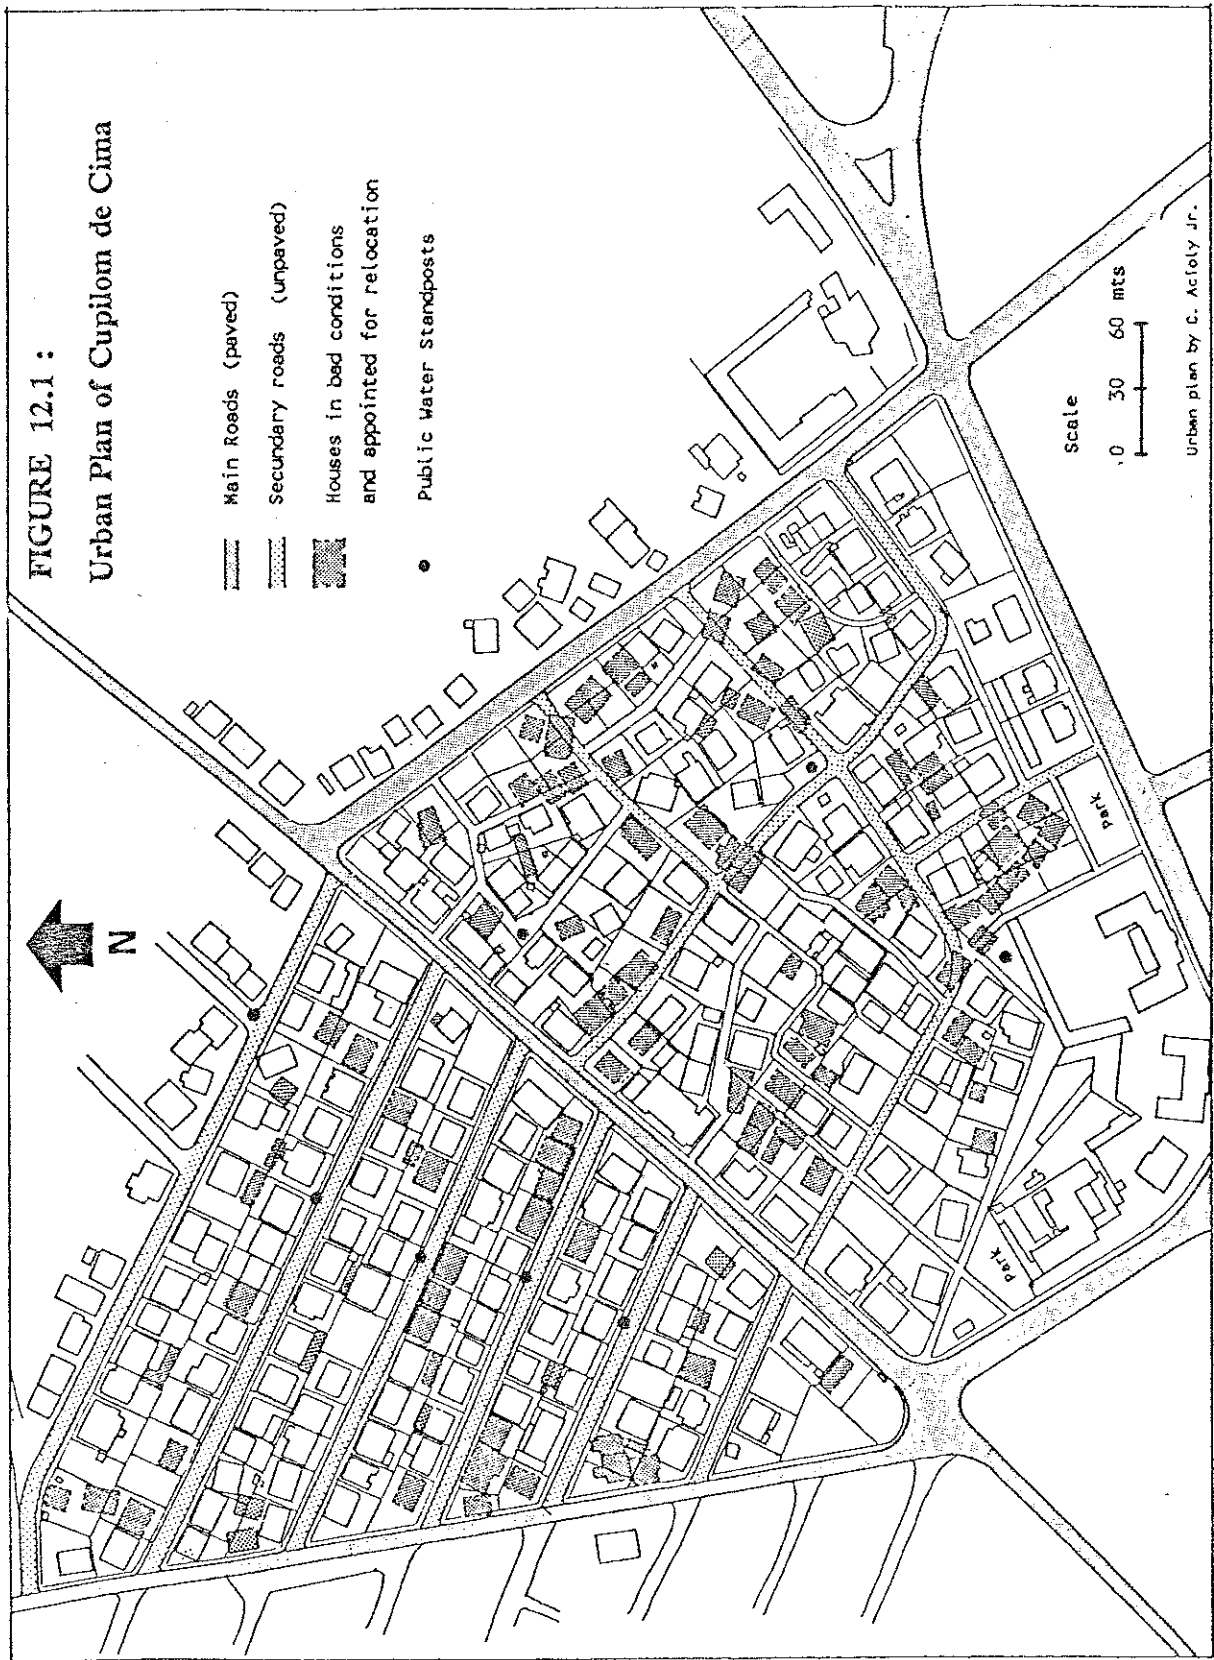 FIGURE 12.1 :
Urban Plan of Cupilom de Cima
Main Roads (paved)
Secundary roads (unpaved)
Houses in bad conditions
and appointed for relocation
Public Water Standposts
N
Park
Park
Scale
0 30 60 mts
Urban plan by C. Acioly Jr.